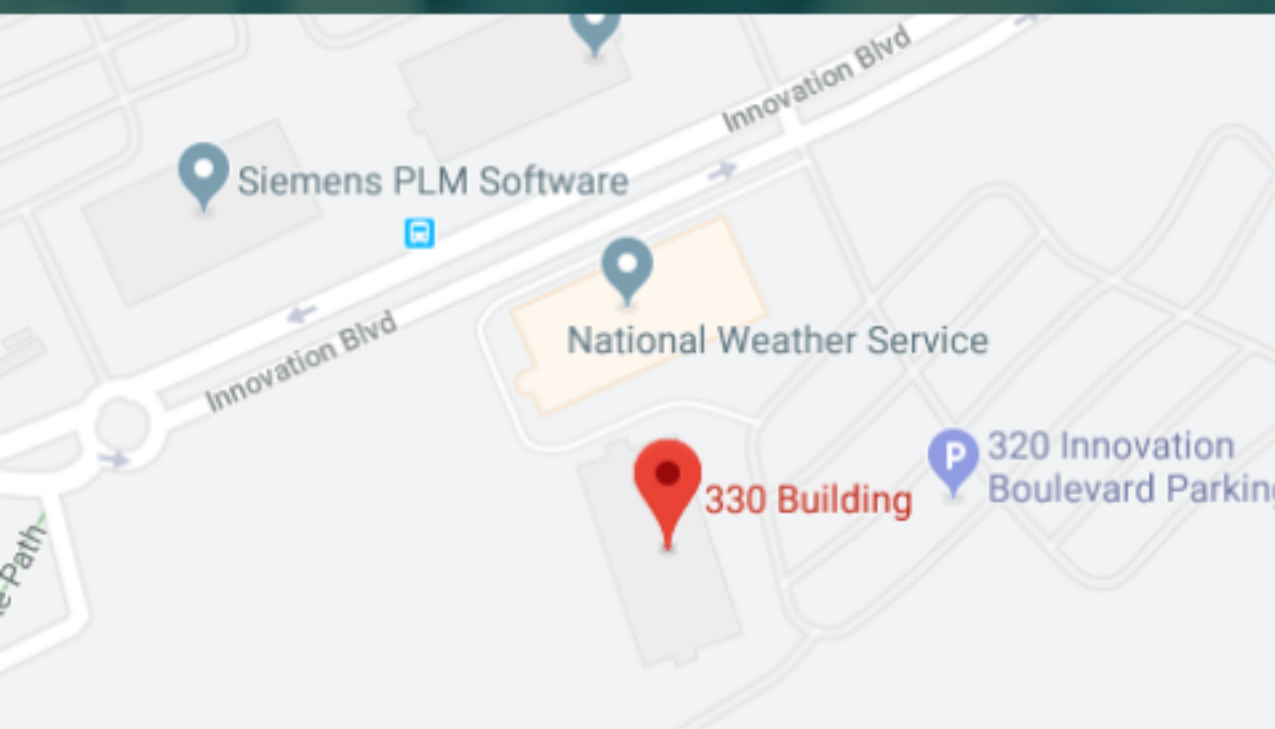 Innovation Blvd
Siemens PLM Software
Innovation Blvd
National Weather Service
320 Innovation
Boulevard Parking
330 Building
P